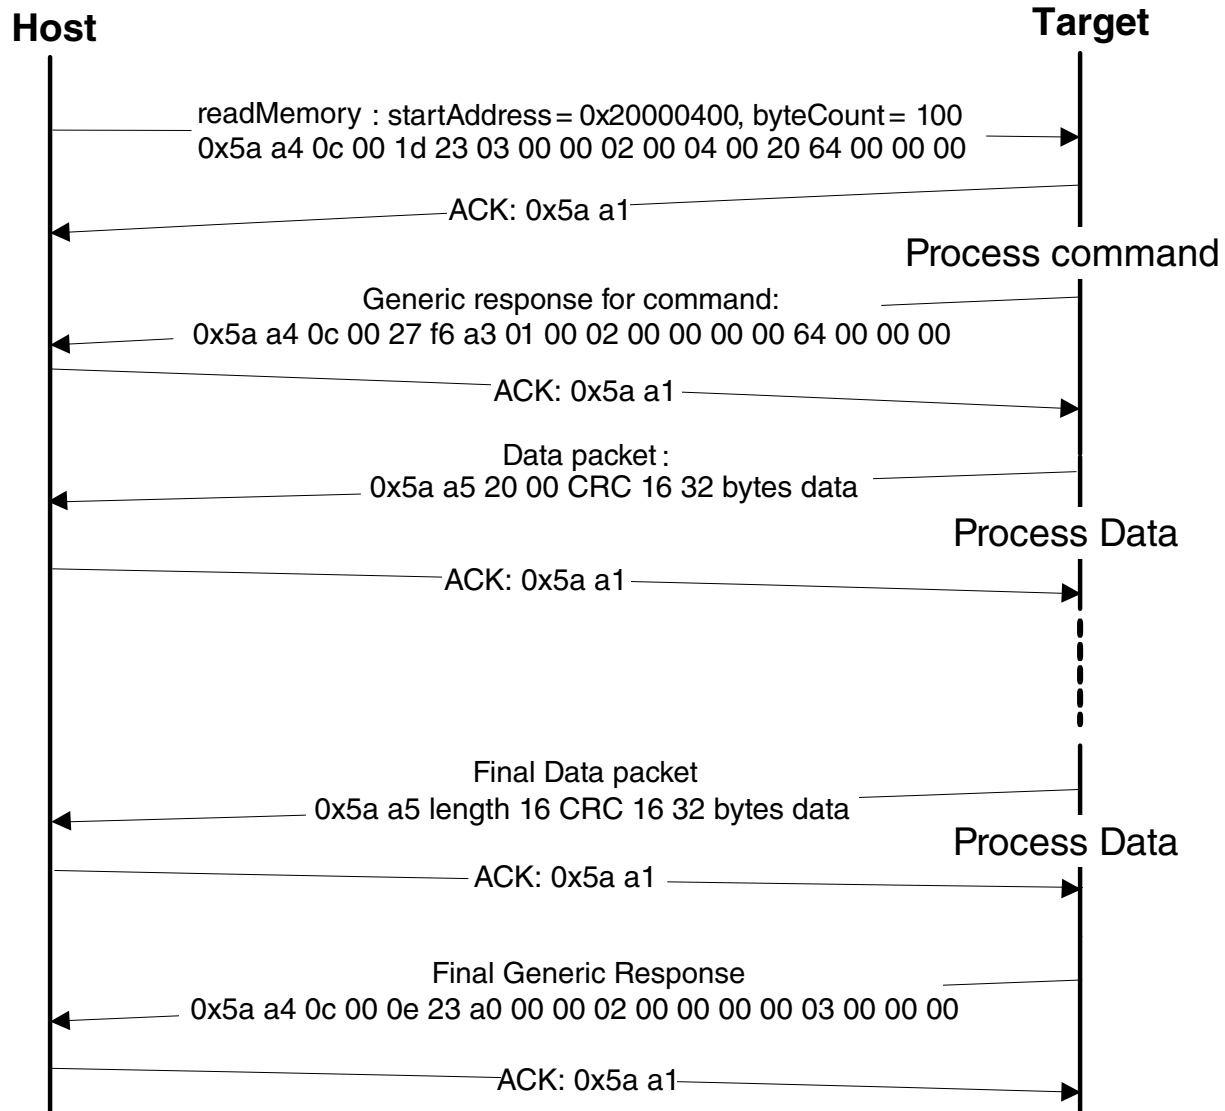 Host
Target
readMemory : startAddress = 0x20000400, byteCount = 100
0x5a a4 0c 00 1d 23 03 00 00 02 00 04 00 20 64 00 00 00
ACK: 0x5a a1
Process command
Generic response for command:
0x5a a4 0c 00 27 f6 a3 01 00 02 00 00 00 00 64 00 00 00
ACK: 0x5a a1
Data packet :
0x5a a5 20 00 CRC 16 32 bytes data
Process Data
ACK: 0x5a a1
Final Data packet
0x5a a5 length 16 CRC 16 32 bytes data
Process Data
ACK: 0x5a a1
Final Generic Response
0x5a a4 0c 00 0e 23 a0 00 00 02 00 00 00 00 03 00 00 00
ACK: 0x5a a1